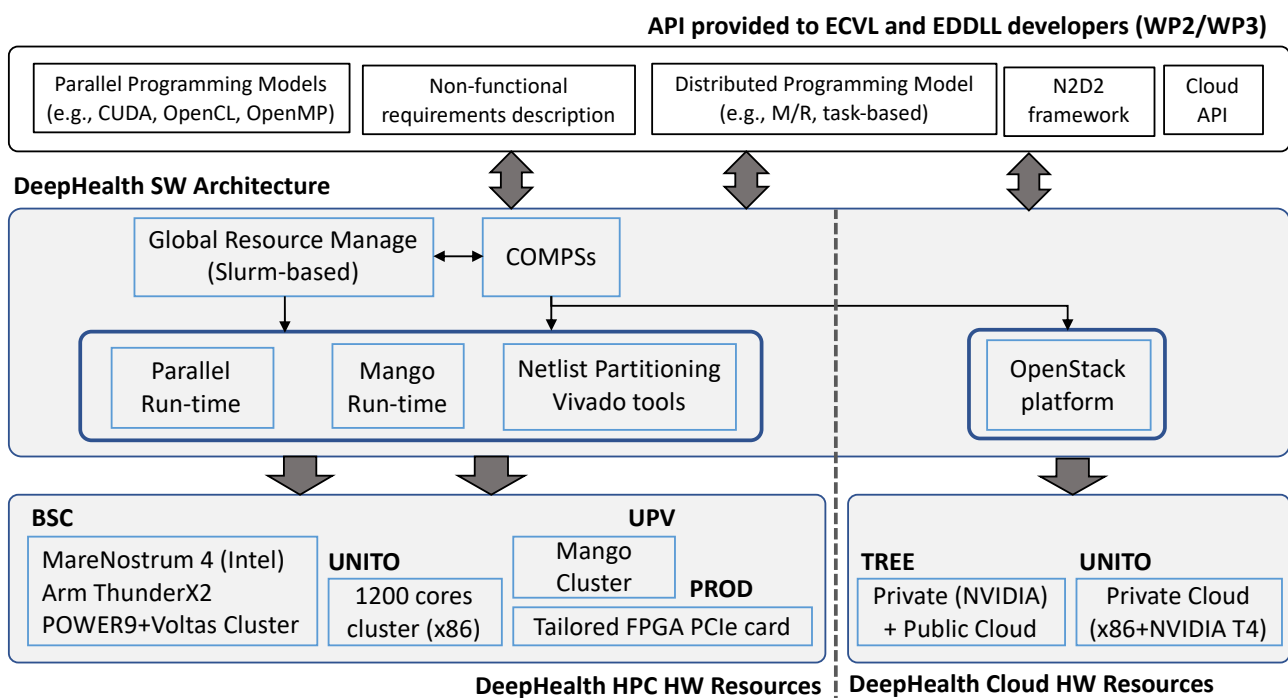 API provided to ECVL and EDDLL developers (WP2/WP3)
Parallel Programming Models
(e.g., CUDA, OpenCL, OpenMP)
Non-functional
requirements description
Distributed Programming Model
(e.g., M/R, task-based)
N2D2
framework
Cloud
API
DeepHealth SW Architecture
Global Resource Manage
(Slurm-based)
COMPSs
Parallel
Run-time
Mango
Run-time
Netlist Partitioning
Vivado tools
OpenStack
platform
BSC
MareNostrum 4 (Intel)
Arm ThunderX2
POWER9+Voltas Cluster
UNITO
1200 cores
cluster (x86)
UPV
Mango
Cluster
PROD
Tailored FPGA PCIe card
TREE
Private (NVIDIA)
+ Public Cloud
UNITO
Private Cloud
(x86+NVIDIA T4)
DeepHealth HPC HW Resources
DeepHealth Cloud HW Resources